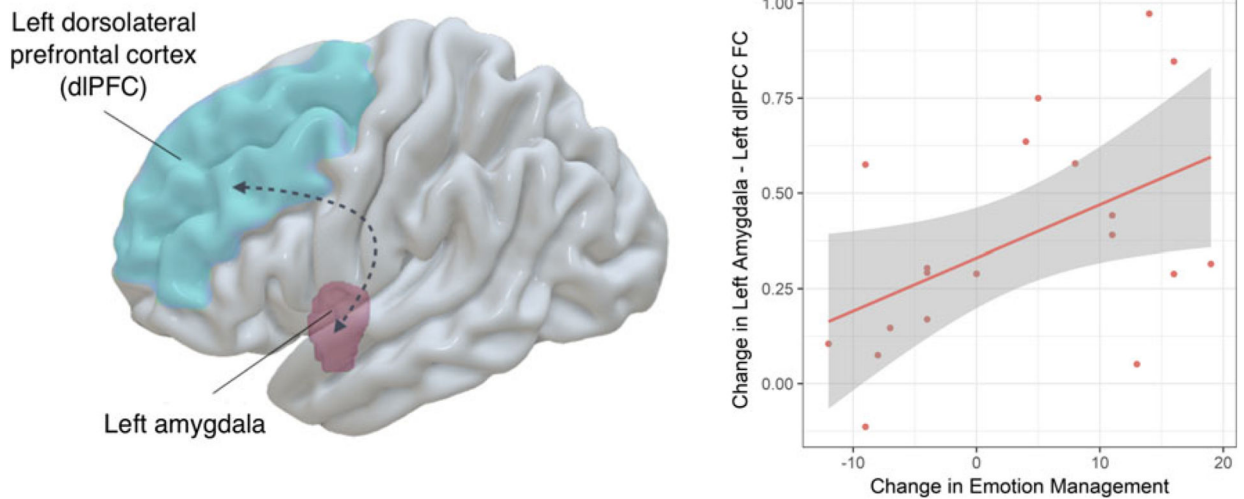 Left dorsolateral
prefrontal cortex
(dlPFC)
Left amygdala
Change in Left Amygdala - Left dlPFC FC
1.00
0.75
0.50
0.25
0.00
-10 0 10 20
Change in Emotion Management